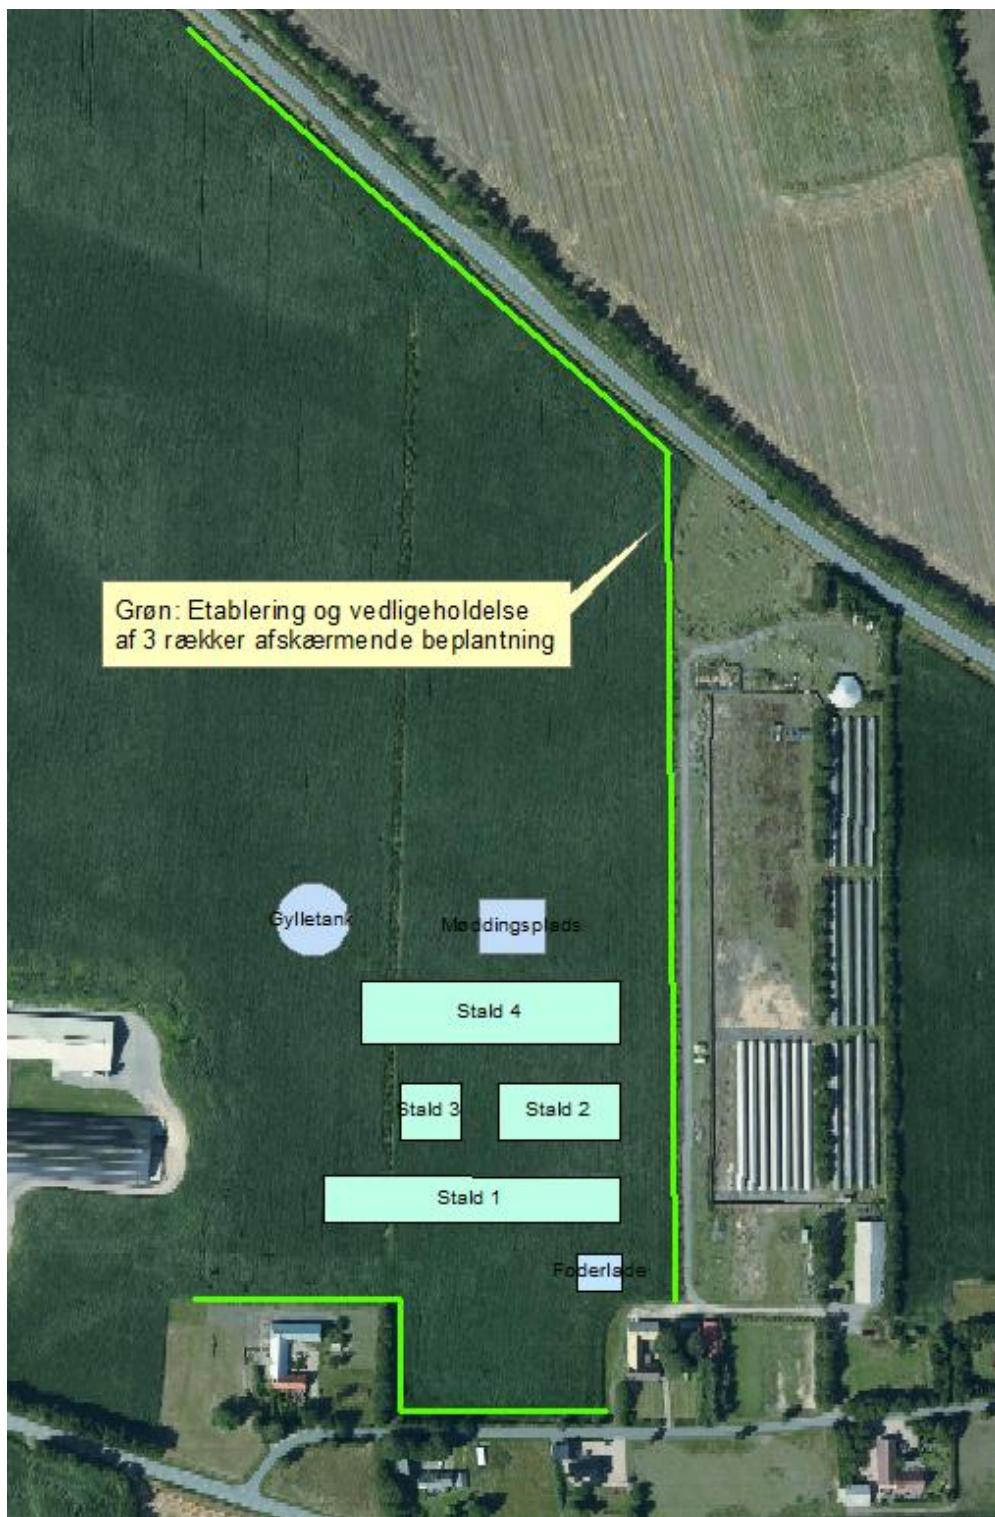 Grøn: Etablering og vedligeholdelse
af 3 rækker afskærmende beplantning
Gylletank
Møddingsplads
Stald 4
Stald 3
Stald 2
Stald 1
Foderlade